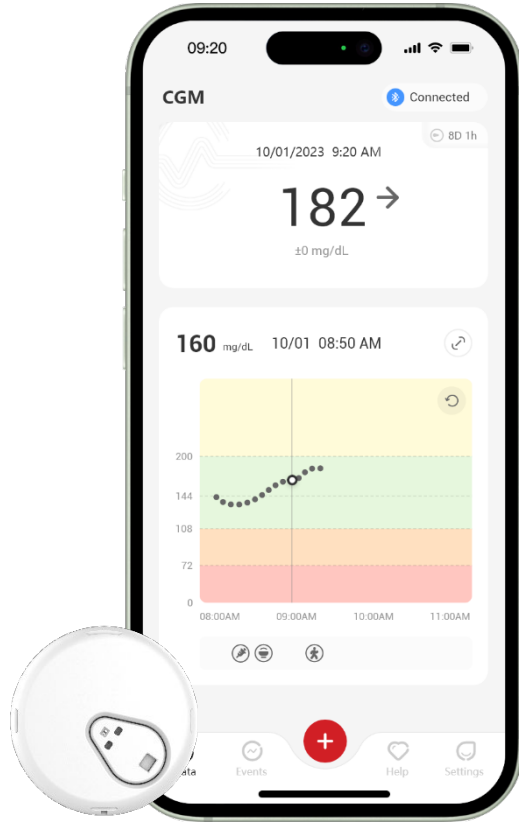 09:20
CGM
Connected
8D 1h
10/01/2023 9:20 AM
182
±0 mg/dL
160 mg/dL 10/01 08:50 AM
200
144
108
72
0
08:00AM 09:00AM 10:00AM 11:00AM
Events Help Settings